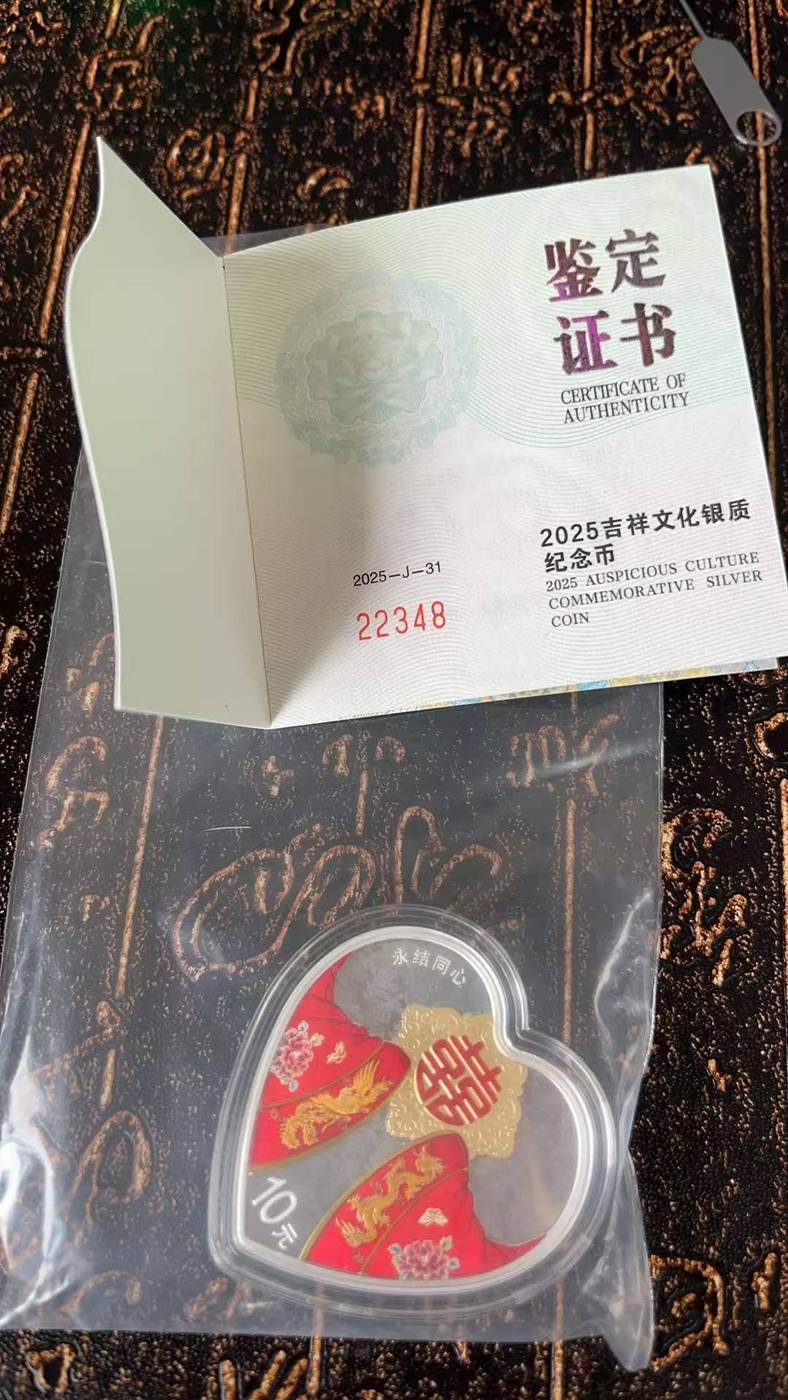 鉴定
证书
CERTIFICATE OF
AUTHENTICITY
2025吉祥文化银质
纪念币
2025 AUSPICIOUS CULTURE
COMMEMORATIVE SILVER
COIN
2025—J—31
22348
永结同心
囍
10元